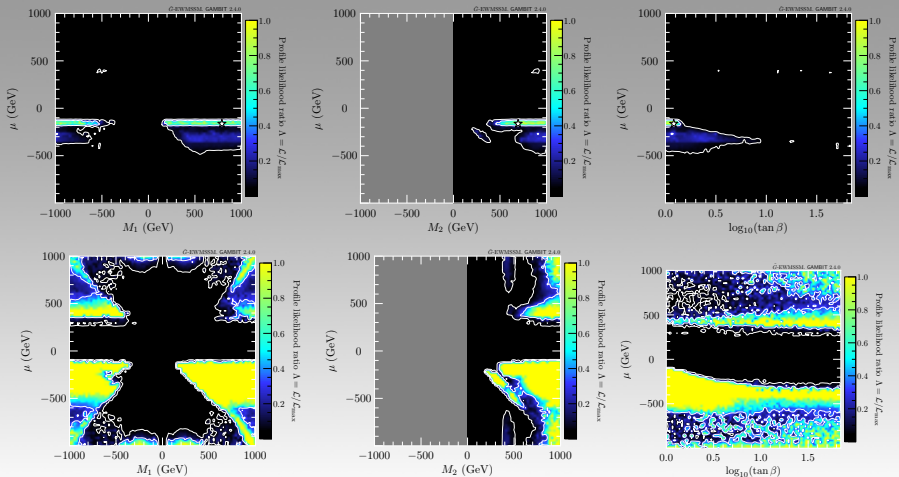 G̃-EWMSSM. GAMBIT 2.4.0
1000
500
0
−500
μ (GeV)
−1000 −500 0 500 1000
M₁ (GeV)
1.0
0.8
0.6
0.4
0.2
Profile likelihood ratio Λ = ℒ/ℒmax
G̃-EWMSSM. GAMBIT 2.4.0
1000
500
0
−500
μ (GeV)
−1000 −500 0 500 1000
M₂ (GeV)
1.0
0.8
0.6
0.4
0.2
Profile likelihood ratio Λ = ℒ/ℒmax
G̃-EWMSSM. GAMBIT 2.4.0
1000
500
0
−500
μ (GeV)
0.0 0.5 1.0 1.5
log₁₀(tan β)
1.0
0.8
0.6
0.4
0.2
Profile likelihood ratio Λ = ℒ/ℒmax
G̃-EWMSSM. GAMBIT 2.4.0
1000
500
0
−500
μ (GeV)
−1000 −500 0 500 1000
M₁ (GeV)
1.0
0.8
0.6
0.4
0.2
Profile likelihood ratio Λ = ℒ/ℒmax
G̃-EWMSSM. GAMBIT 2.4.0
1000
500
0
−500
μ (GeV)
−1000 −500 0 500 1000
M₂ (GeV)
1.0
0.8
0.6
0.4
0.2
Profile likelihood ratio Λ = ℒ/ℒmax
G̃-EWMSSM. GAMBIT 2.4.0
1000
500
0
−500
μ (GeV)
0.0 0.5 1.0 1.5
log₁₀(tan β)
1.0
0.8
0.6
0.4
0.2
Profile likelihood ratio Λ = ℒ/ℒmax